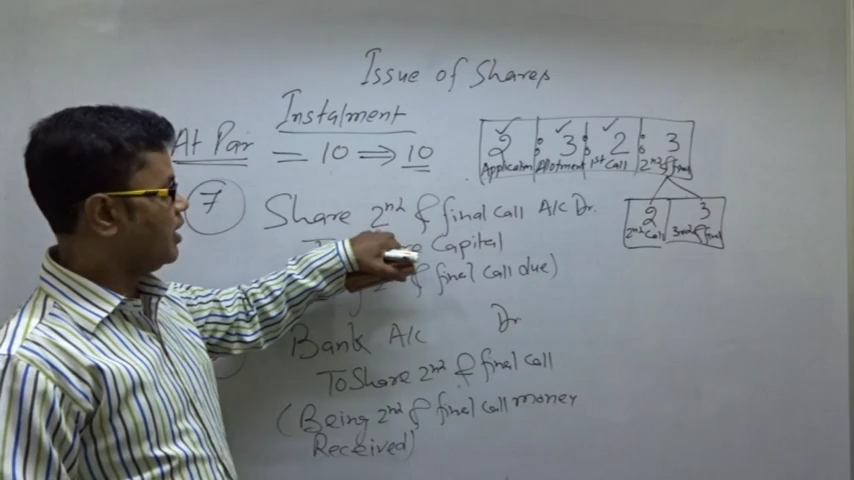 Issue of Shares
Instalment
At Par = 10 ⇒ 10
2 : 3 : 2 : 3
Application Allotment 1st Call 2nd & final
2 3
2nd Call 3rd & final
7
Share 2nd & final call A/c Dr.
Capital
& final call due)
Bank A/c Dr
To Share 2nd & final call
(Being 2nd & final call money
Received)